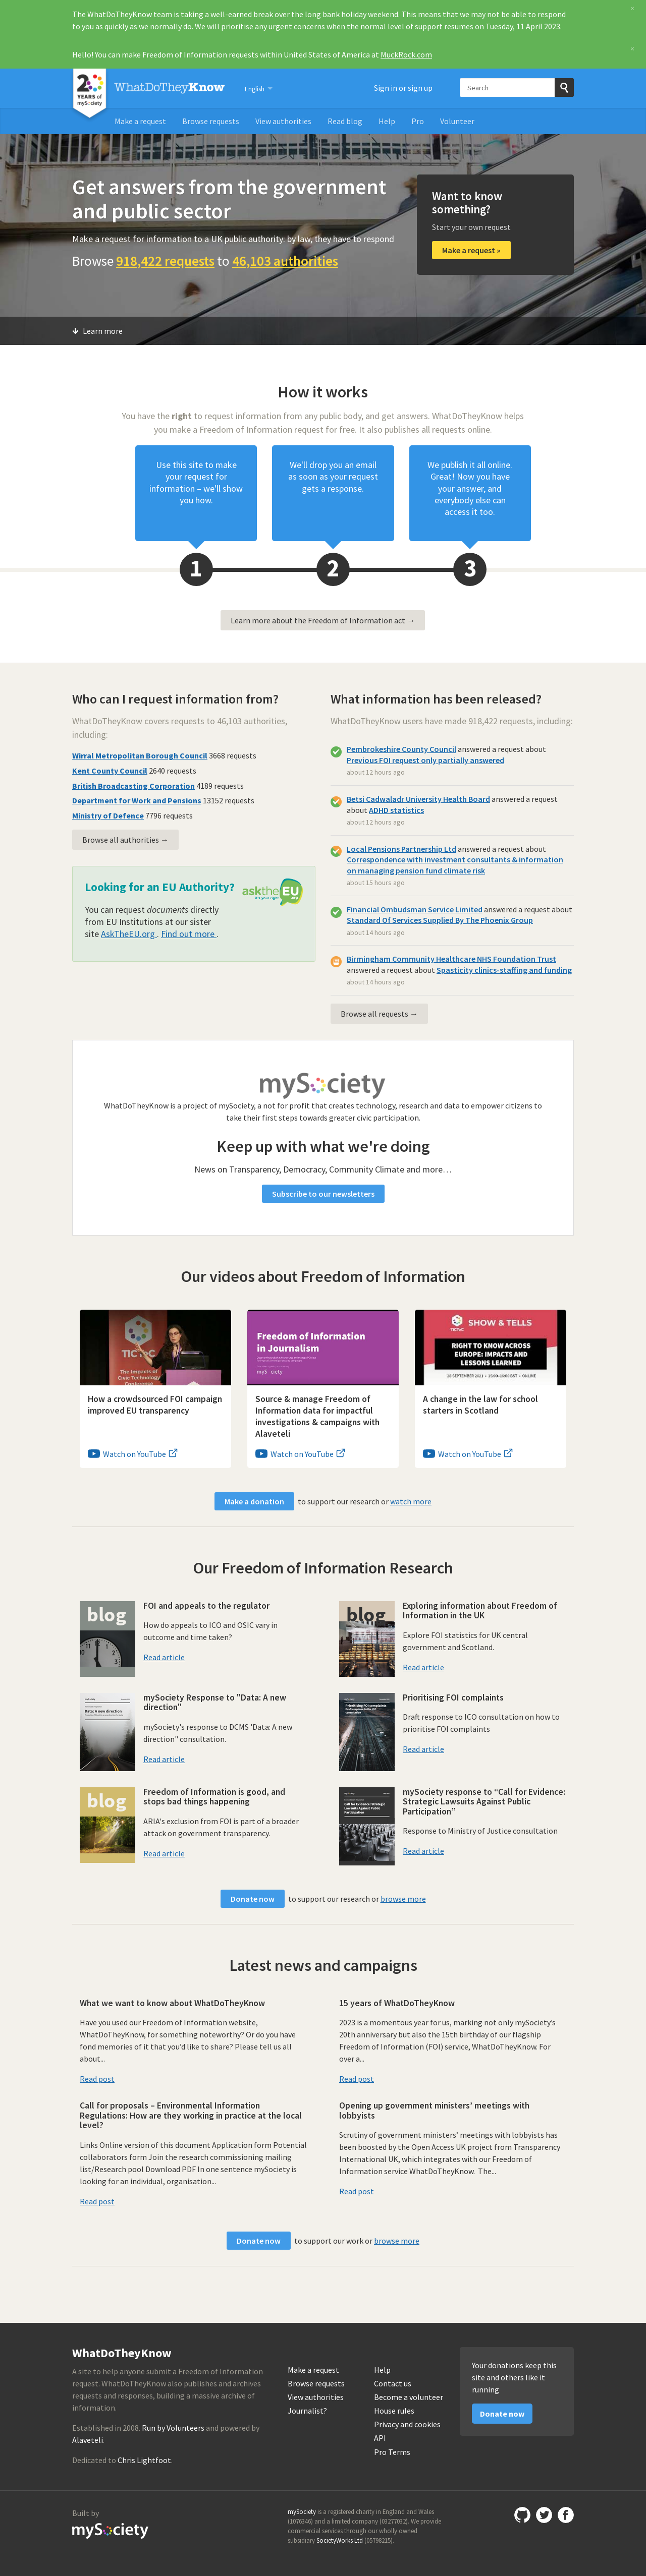 The WhatDoTheyKnow team is taking a well-earned break over the long bank holiday weekend. This means that we may not be able to respond
to you as quickly as we normally do. We will prioritise any urgent concerns when the normal level of support resumes on Tuesday, 11 April 2023.
×
Hello! You can make Freedom of Information requests within United States of America at MuckRock.com
×
20
YEARS of
mySociety
WhatDoTheyKnow
English
Sign in or sign up
Search
Make a request
Browse requests
View authorities
Read blog
Help
Pro
Volunteer
Get answers from the government
and public sector
Make a request for information to a UK public authority: by law, they have to respond
Browse 918,422 requests to 46,103 authorities
Want to know
something?
Start your own request
Make a request »
Learn more
How it works
You have the right to request information from any public body, and get answers. WhatDoTheyKnow helps
you make a Freedom of Information request for free. It also publishes all requests online.
Use this site to make
your request for
information – we'll show
you how.
We'll drop you an email
as soon as your request
gets a response.
We publish it all online.
Great! Now you have
your answer, and
everybody else can
access it too.
1
2
3
Learn more about the Freedom of Information act →
Who can I request information from?
WhatDoTheyKnow covers requests to 46,103 authorities,
including:
Wirral Metropolitan Borough Council 3668 requests
Kent County Council 2640 requests
British Broadcasting Corporation 4189 requests
Department for Work and Pensions 13152 requests
Ministry of Defence 7796 requests
Browse all authorities →
Looking for an EU Authority?
asktheEU
it's your right
You can request documents directly
from EU Institutions at our sister
site AskTheEU.org . Find out more .
What information has been released?
WhatDoTheyKnow users have made 918,422 requests, including:
Pembrokeshire County Council answered a request about
Previous FOI request only partially answered
about 12 hours ago
Betsi Cadwaladr University Health Board answered a request
about ADHD statistics
about 12 hours ago
Local Pensions Partnership Ltd answered a request about
Correspondence with investment consultants & information
on managing pension fund climate risk
about 15 hours ago
Financial Ombudsman Service Limited answered a request about
Standard Of Services Supplied By The Phoenix Group
about 14 hours ago
Birmingham Community Healthcare NHS Foundation Trust
answered a request about Spasticity clinics-staffing and funding
about 14 hours ago
Browse all requests →
mySociety
WhatDoTheyKnow is a project of mySociety, a not for profit that creates technology, research and data to empower citizens to
take their first steps towards greater civic participation.
Keep up with what we're doing
News on Transparency, Democracy, Community Climate and more…
Subscribe to our newsletters
Our videos about Freedom of Information
TICTeC
The Impacts of
Civic Technology
Conference
How a crowdsourced FOI campaign
improved EU transparency
Watch on YouTube
Freedom of Information
in Journalism
mySociety
Source & manage Freedom of
Information data for impactful
investigations & campaigns with
Alaveteli
Watch on YouTube
TICTeC
SHOW & TELLS
RIGHT TO KNOW ACROSS
EUROPE: IMPACTS AND
LESSONS LEARNED
A change in the law for school
starters in Scotland
Watch on YouTube
Make a donation to support our research or watch more
Our Freedom of Information Research
blog
FOI and appeals to the regulator
How do appeals to ICO and OSIC vary in
outcome and time taken?
Read article
blog
Exploring information about Freedom of
Information in the UK
Explore FOI statistics for UK central
government and Scotland.
Read article
Data: A new direction
mySociety Response to "Data: A new
direction"
mySociety's response to DCMS 'Data: A new
direction" consultation.
Read article
Prioritising FOI complaints
Prioritising FOI complaints
Draft response to ICO consultation on how to
prioritise FOI complaints
Read article
blog
Freedom of Information is good, and
stops bad things happening
ARIA's exclusion from FOI is part of a broader
attack on government transparency.
Read article
mySociety response to “Call for Evidence:
Strategic Lawsuits Against Public
Participation”
Response to Ministry of Justice consultation
Read article
Donate now to support our research or browse more
Latest news and campaigns
What we want to know about WhatDoTheyKnow
Have you used our Freedom of Information website,
WhatDoTheyKnow, for something noteworthy? Or do you have
fond memories of it that you’d like to share? Please tell us all
about...
Read post
15 years of WhatDoTheyKnow
2023 is a momentous year for us, marking not only mySociety’s
20th anniversary but also the 15th birthday of our flagship
Freedom of Information (FOI) service, WhatDoTheyKnow. For
over a...
Read post
Call for proposals – Environmental Information
Regulations: How are they working in practice at the local
level?
Links Online version of this document Application form Potential
collaborators form Join the research commissioning mailing
list/Research pool Download PDF In one sentence mySociety is
looking for an individual, organisation...
Read post
Opening up government ministers’ meetings with
lobbyists
Scrutiny of government ministers’ meetings with lobbyists has
been boosted by the Open Access UK project from Transparency
International UK, which integrates with our Freedom of
Information service WhatDoTheyKnow. The...
Read post
Donate now to support our work or browse more
WhatDoTheyKnow
A site to help anyone submit a Freedom of Information
request. WhatDoTheyKnow also publishes and archives
requests and responses, building a massive archive of
information.
Established in 2008. Run by Volunteers and powered by
Alaveteli.
Dedicated to Chris Lightfoot.
Make a request
Browse requests
View authorities
Journalist?
Help
Contact us
Become a volunteer
House rules
Privacy and cookies
API
Pro Terms
Your donations keep this
site and others like it
running
Donate now
Built by
mySociety
mySociety is a registered charity in England and Wales
(1076346) and a limited company (03277032). We provide
commercial services through our wholly owned
subsidiary SocietyWorks Ltd (05798215).